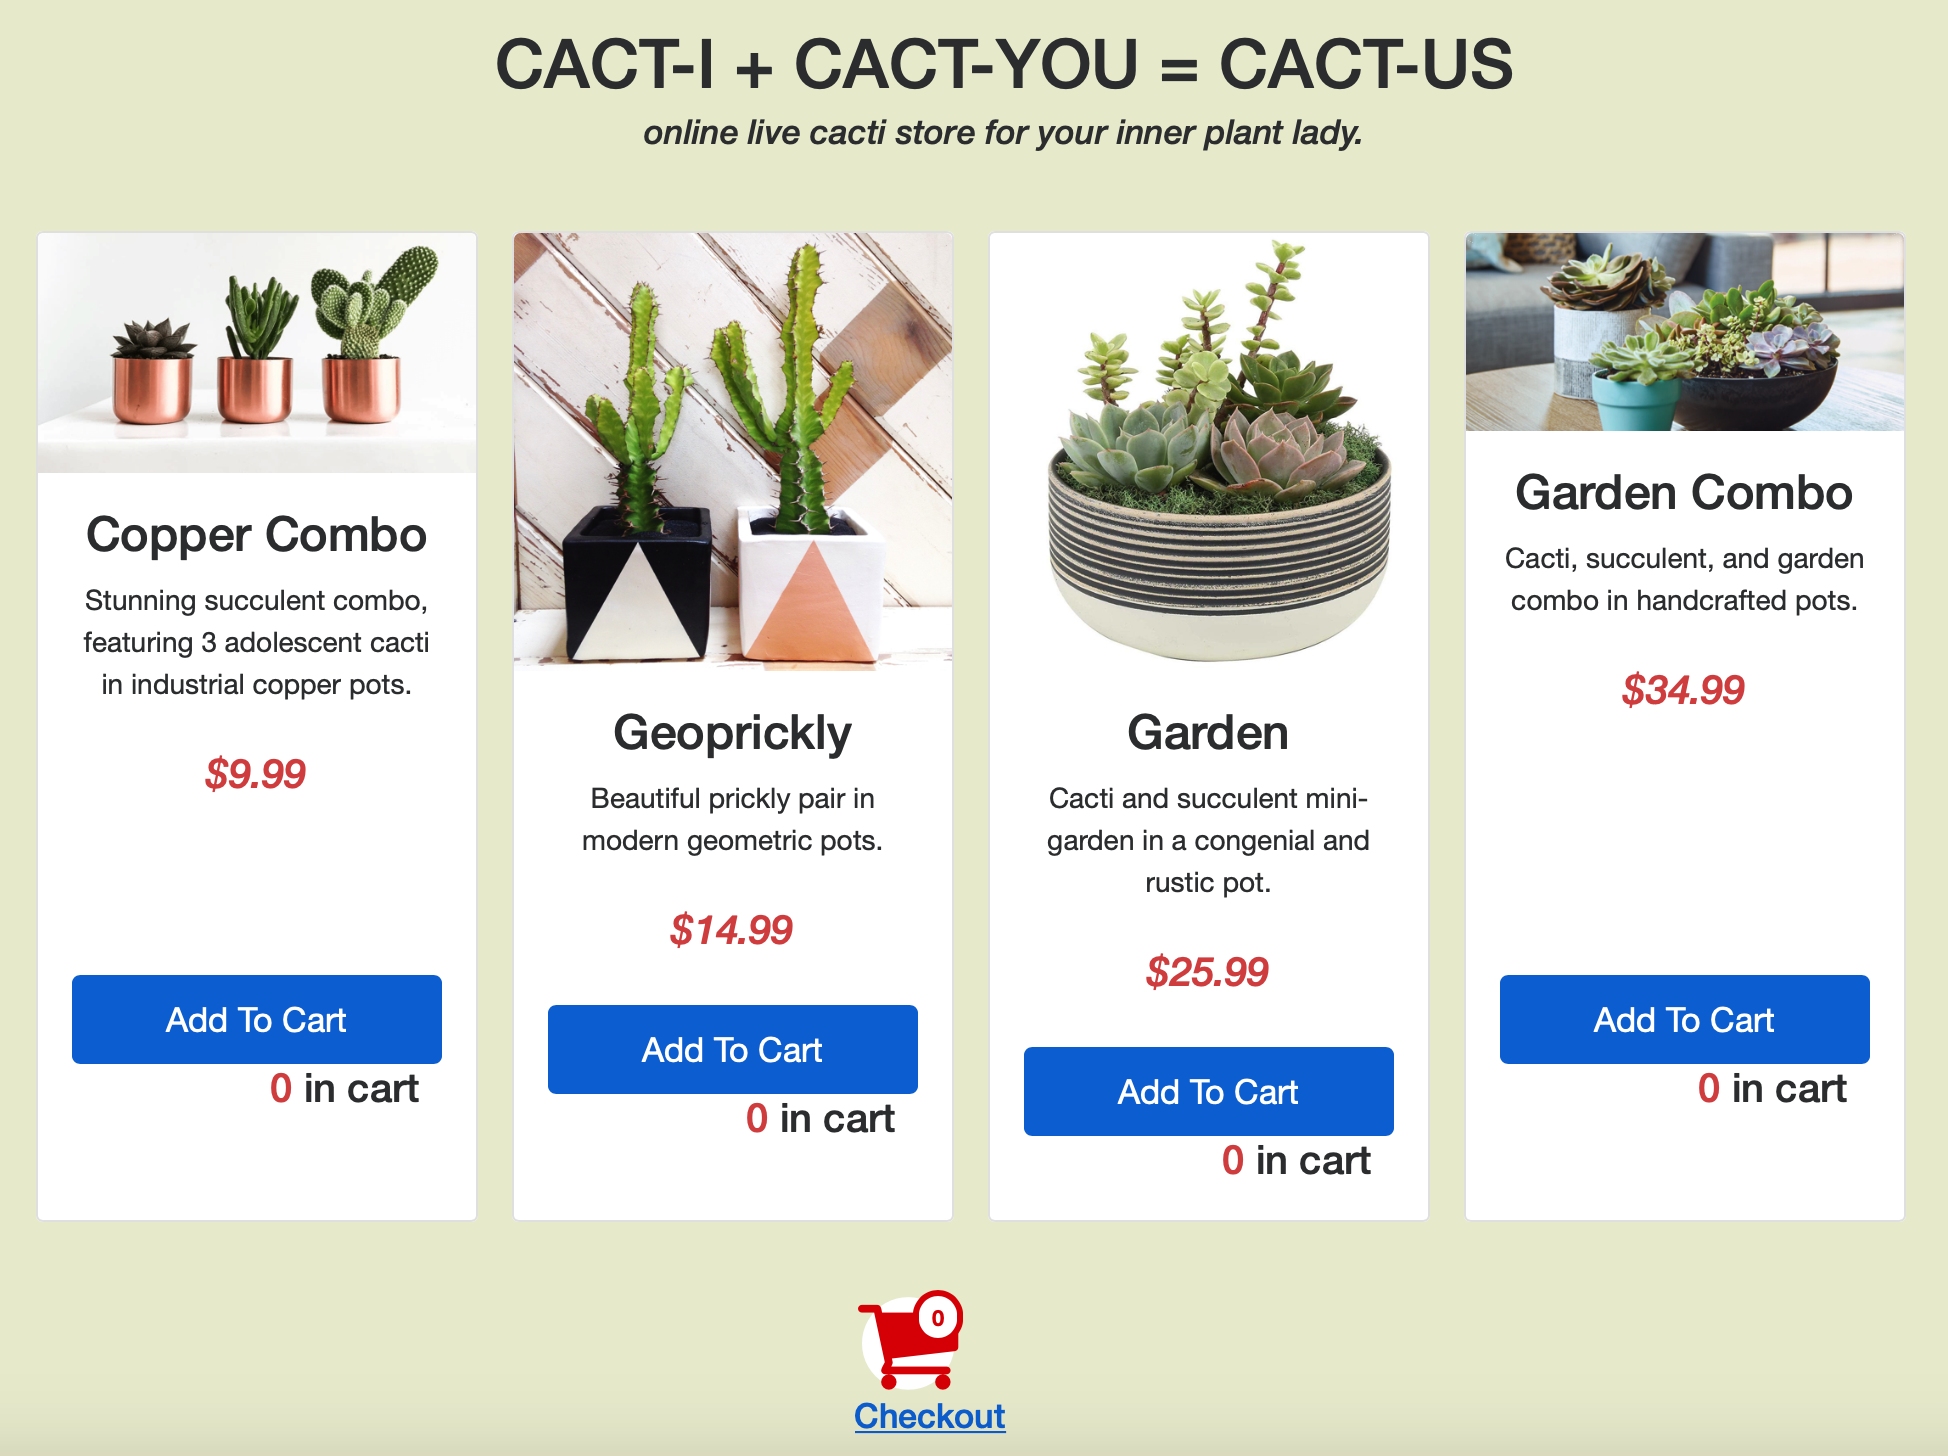 CACT-I + CACT-YOU = CACT-US
online live cacti store for your inner plant lady.
Copper Combo
Stunning succulent combo,
featuring 3 adolescent cacti
in industrial copper pots.
$9.99
Add To Cart
0 in cart
Geoprickly
Beautiful prickly pair in
modern geometric pots.
$14.99
Add To Cart
0 in cart
Garden
Cacti and succulent mini-
garden in a congenial and
rustic pot.
$25.99
Add To Cart
0 in cart
Garden Combo
Cacti, succulent, and garden
combo in handcrafted pots.
$34.99
Add To Cart
0 in cart
0
Checkout